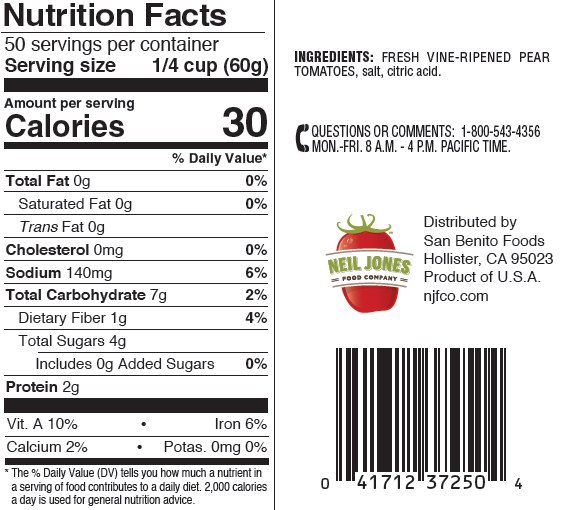 Nutrition Facts
50 servings per container
Serving size 1/4 cup (60g)
Amount per serving
Calories 30
% Daily Value*
Total Fat 0g 0%
Saturated Fat 0g 0%
Trans Fat 0g
Cholesterol 0mg 0%
Sodium 140mg 6%
Total Carbohydrate 7g 2%
Dietary Fiber 1g 4%
Total Sugars 4g
Includes 0g Added Sugars 0%
Protein 2g
Vit. A 10% • Iron 6%
Calcium 2% • Potas. 0mg 0%
* The % Daily Value (DV) tells you how much a nutrient in
a serving of food contributes to a daily diet. 2,000 calories
a day is used for general nutrition advice.
INGREDIENTS: FRESH VINE-RIPENED PEAR
TOMATOES, salt, citric acid.
QUESTIONS OR COMMENTS: 1-800-543-4356
MON.-FRI. 8 A.M. - 4 P.M. PACIFIC TIME.
NEIL JONES
FOOD COMPANY
Distributed by
San Benito Foods
Hollister, CA 95023
Product of U.S.A.
njfco.com
0 41712 37250 4